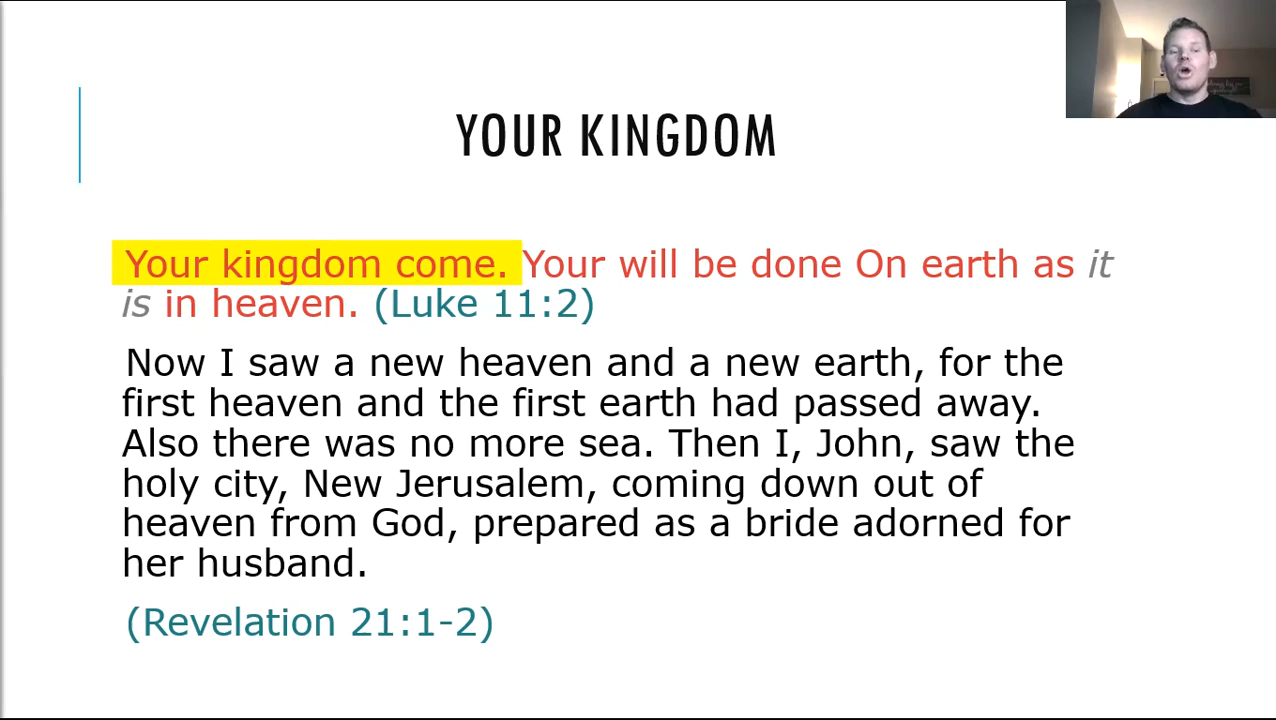 YOUR KINGDOM
Your kingdom come. Your will be done On earth as it
is in heaven. (Luke 11:2)
Now I saw a new heaven and a new earth, for the
first heaven and the first earth had passed away.
Also there was no more sea. Then I, John, saw the
holy city, New Jerusalem, coming down out of
heaven from God, prepared as a bride adorned for
her husband.
(Revelation 21:1-2)